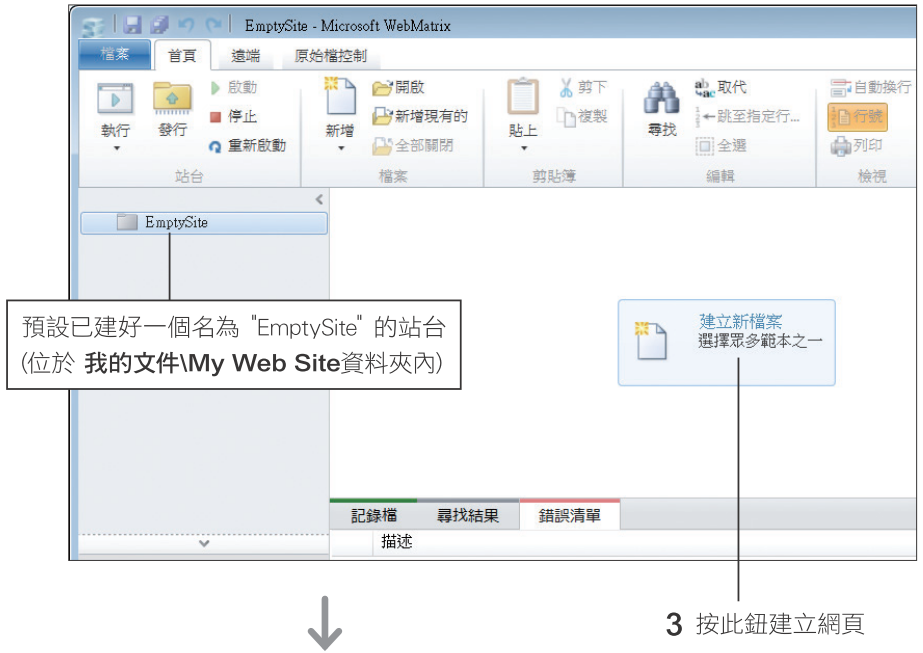 EmptySite - Microsoft WebMatrix
檔案 首頁 遠端 原始檔控制
執行 發行 啟動 停止 重新啟動
站台
新增 開啟 新增現有的 全部關閉
檔案
貼上 剪下 複製
剪貼簿
尋找 取代 跳至指定行... 全選
編輯
自動換行 行號 列印
檢視
EmptySite
預設已建好一個名為 "EmptySite" 的站台
(位於 我的文件\My Web Site資料夾內)
建立新檔案
選擇眾多範本之一
記錄檔 尋找結果 錯誤清單
描述
3 按此鈕建立網頁